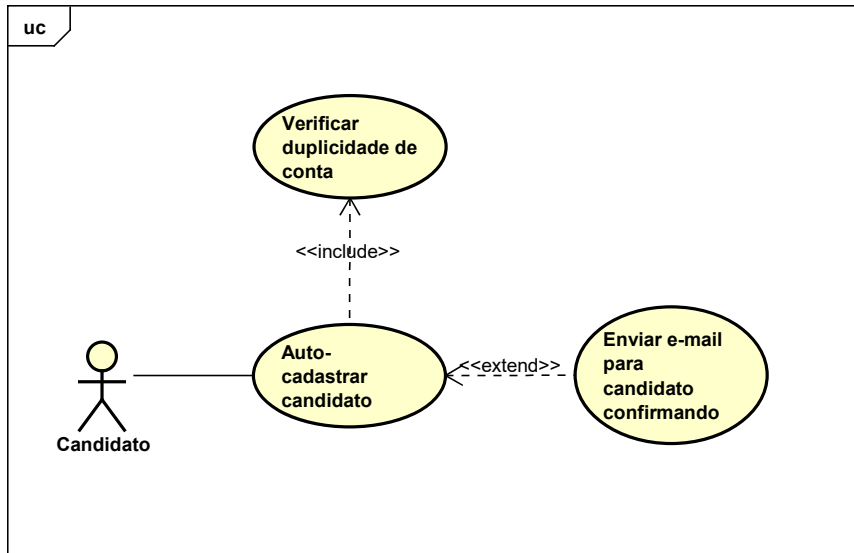 uc
Verificar
duplicidade de
conta
<<include>>
Auto-
cadastrar
candidato
<<extend>>
Enviar e-mail
para
candidato
confirmando
Candidato